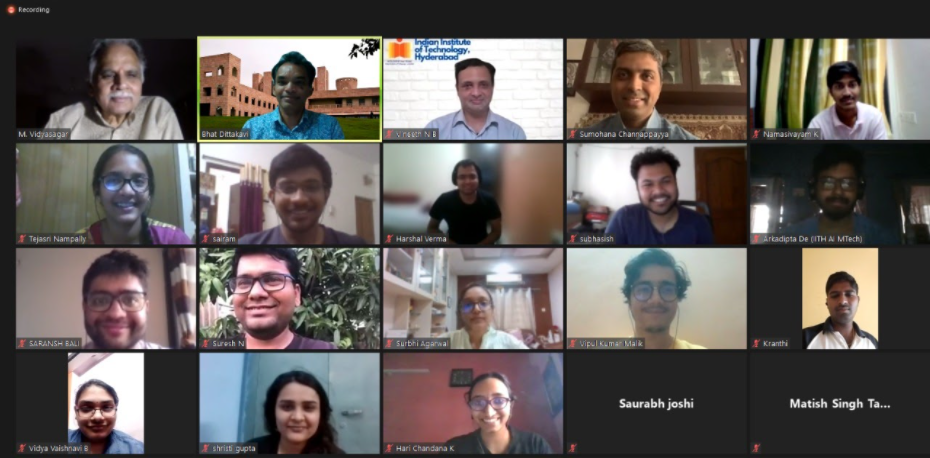 Recording
M. Vidyasagar
Bhat Dittakavi
Indian Institute
of Technology,
Hyderabad
Vineeth N B
Sumohana Channappayya
Namasivayam K
Tejasri Nampally
sairam
Harshal Verma
subhasish
Arkadipta De (IITH AI MTech)
SARANSH BALI
Suresh N
Surbhi Agarwal
Vipul Kumar Malik
Kranthi
Vidya Vaishnavi B
shristi gupta
Hari Chandana K
Saurabh joshi
Matish Singh Ta...